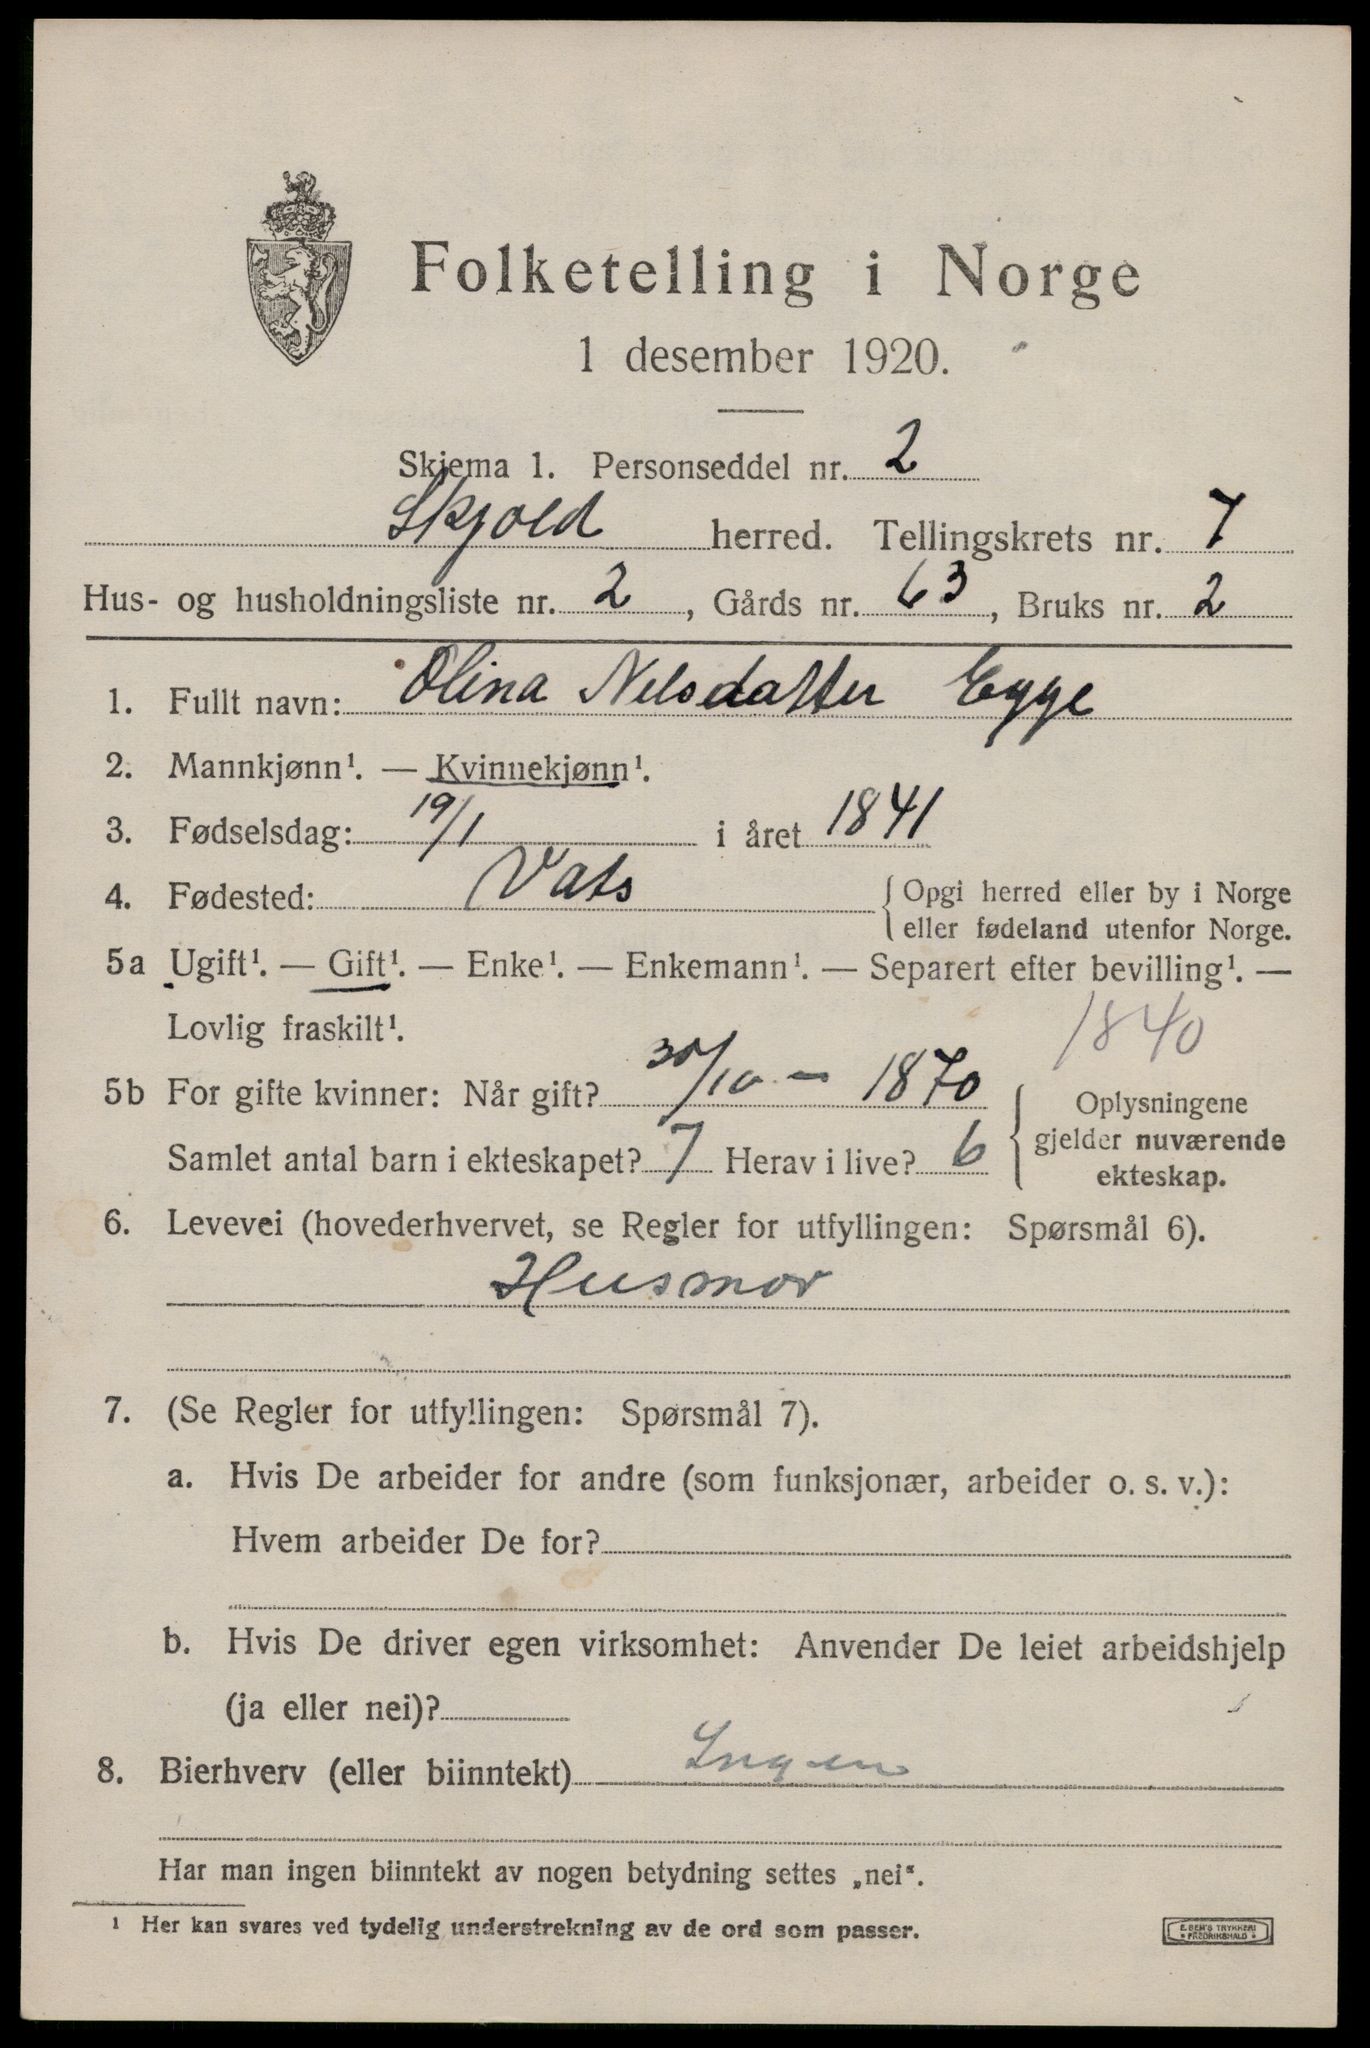 Folketelling i Norge
1 desember 1920.
Skjema 1. Personseddel nr. 2
Skjold herred. Tellingskrets nr. 7
Hus- og husholdningsliste nr. 2, Gårds nr. 63, Bruks nr. 2
1. Fullt navn: Olina Nelsdatter Egge
2. Mannkjønn¹. — Kvinnekjønn¹.
3. Fødselsdag: 19/1 i året 1841
4. Fødested: Vats { Opgi herred eller by i Norge
eller fødeland utenfor Norge.
5a Ugift¹. — Gift¹. — Enke¹. — Enkemann¹. — Separert efter bevilling¹. —
Lovlig fraskilt¹. 1840
5b For gifte kvinner: Når gift? 30/10 — 1870
Samlet antal barn i ekteskapet? 7 Herav i live? 6
{ Oplysningene
gjelder nuværende
ekteskap.
6. Levevei (hovederhvervet, se Regler for utfyllingen: Spørsmål 6).
Husmor
7. (Se Regler for utfyllingen: Spørsmål 7).
a. Hvis De arbeider for andre (som funksjonær, arbeider o. s. v.):
Hvem arbeider De for?
b. Hvis De driver egen virksomhet: Anvender De leiet arbeidshjelp
(ja eller nei)?
8. Bierhverv (eller biinntekt) Ingen
Har man ingen biinntekt av nogen betydning settes „nei“.
¹ Her kan svares ved tydelig understrekning av de ord som passer.
E. SEM'S TRYKKERI
FREDRIKSHALD